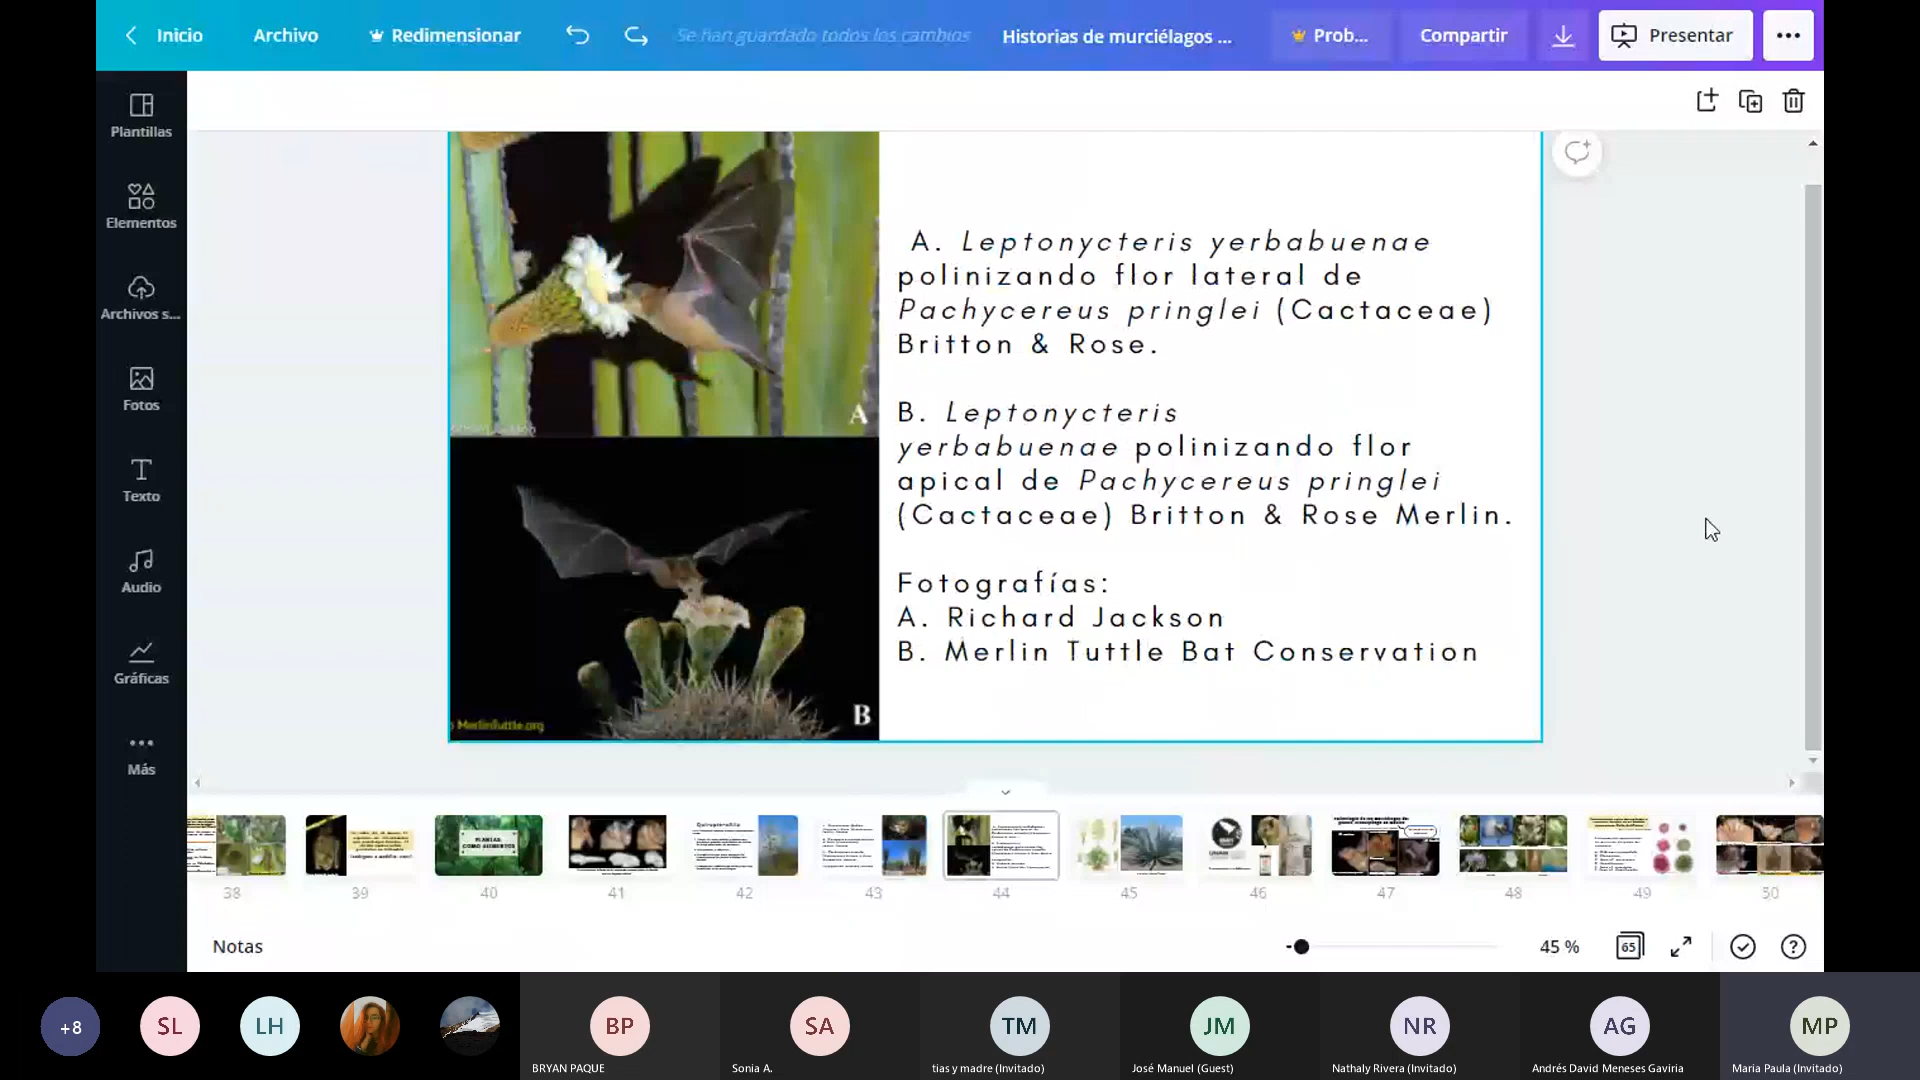 Inicio
Archivo
Redimensionar
Se han guardado todos los cambios
Historias de murciélagos ...
Prob...
Compartir
Presentar
Plantillas
Elementos
Archivos s...
Fotos
Texto
Audio
Gráficas
Más
A
B
MerlinTuttle.org
A. Leptonycteris yerbabuenae
polinizando flor lateral de
Pachycereus pringlei (Cactaceae)
Britton & Rose.
B. Leptonycteris
yerbabuenae polinizando flor
apical de Pachycereus pringlei
(Cactaceae) Britton & Rose Merlin.
Fotografías:
A. Richard Jackson
B. Merlin Tuttle Bat Conservation
PLANTAS
COMO ALIMENTOS
38
39
40
41
42
43
44
45
46
47
48
49
50
Notas
45 %
65
+8
SL
LH
BP
SA
TM
JM
NR
AG
MP
BRYAN PAQUE
Sonia A.
tias y madre (Invitado)
José Manuel (Guest)
Nathaly Rivera (Invitado)
Andrés David Meneses Gaviria
Maria Paula (Invitado)